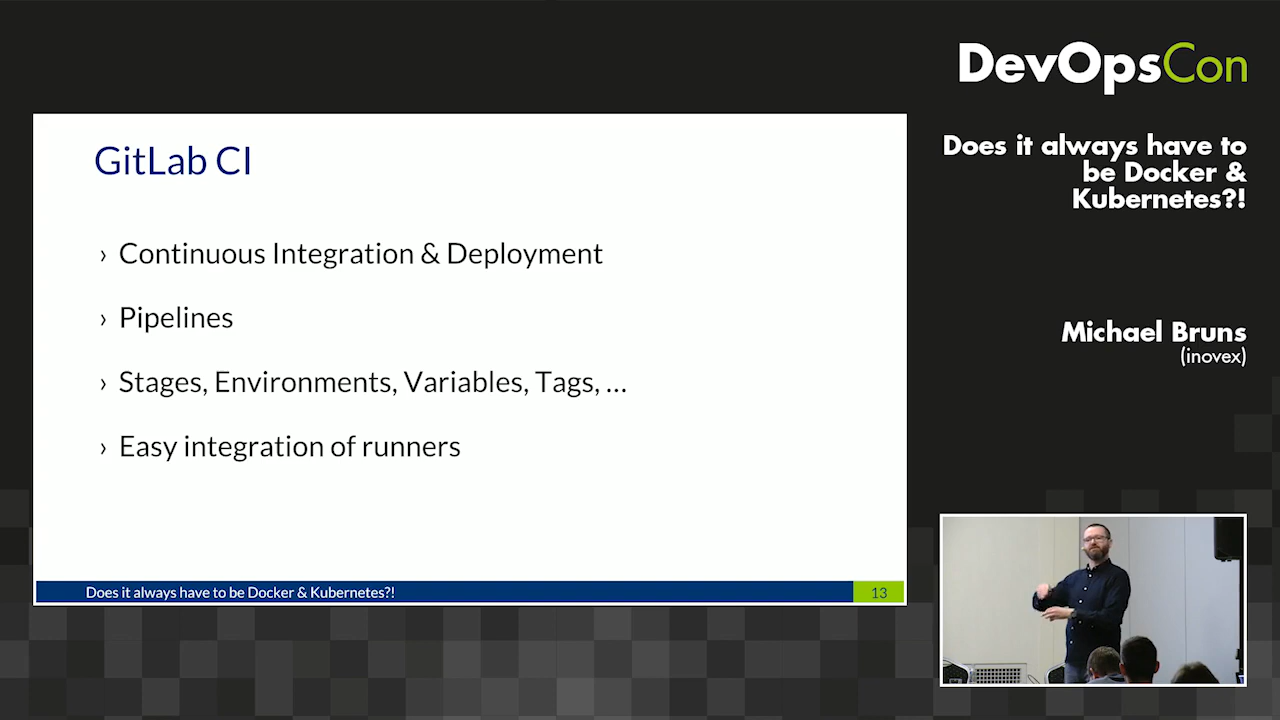 DevOpsCon
Does it always have to
be Docker &
Kubernetes?!
Michael Bruns
(inovex)
GitLab CI
› Continuous Integration & Deployment
› Pipelines
› Stages, Environments, Variables, Tags, ...
› Easy integration of runners
Does it always have to be Docker & Kubernetes?!
13